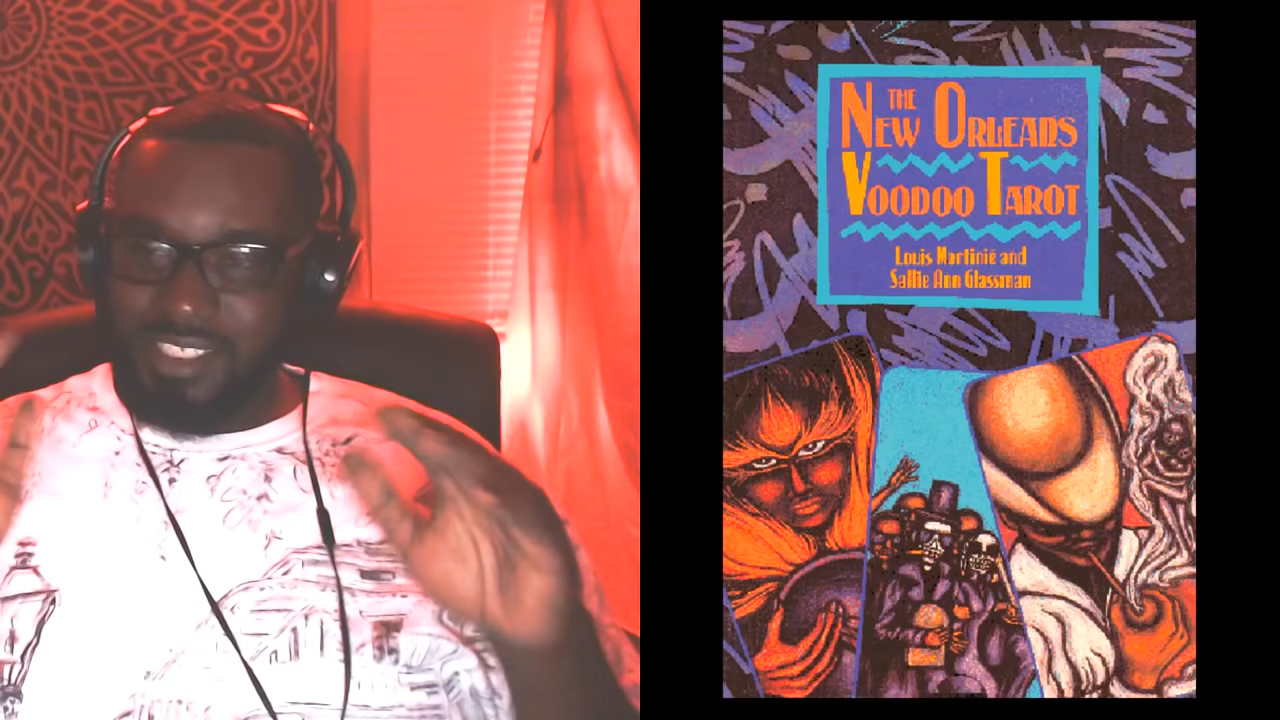 THE
NEW ORLEANS
VOODOO TAROT
Louis Martinié and
Sallie Ann Glassman